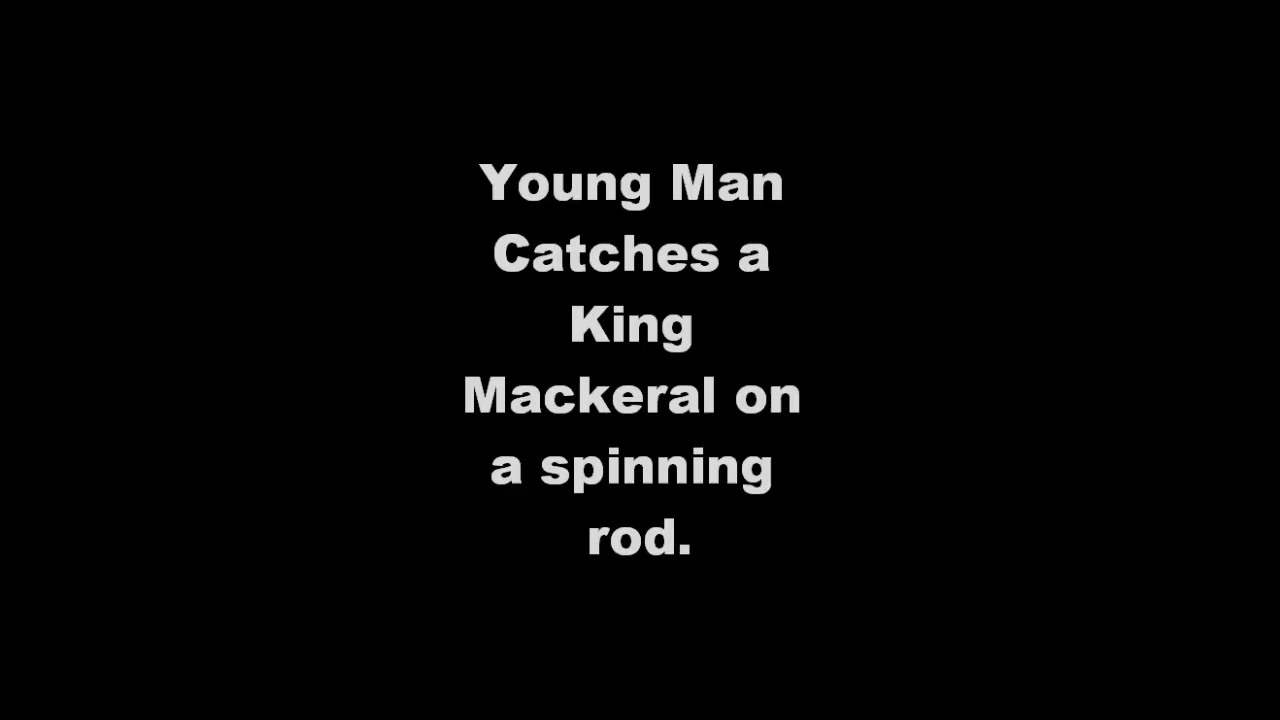 Young Man
Catches a
King
Mackeral on
a spinning
rod.